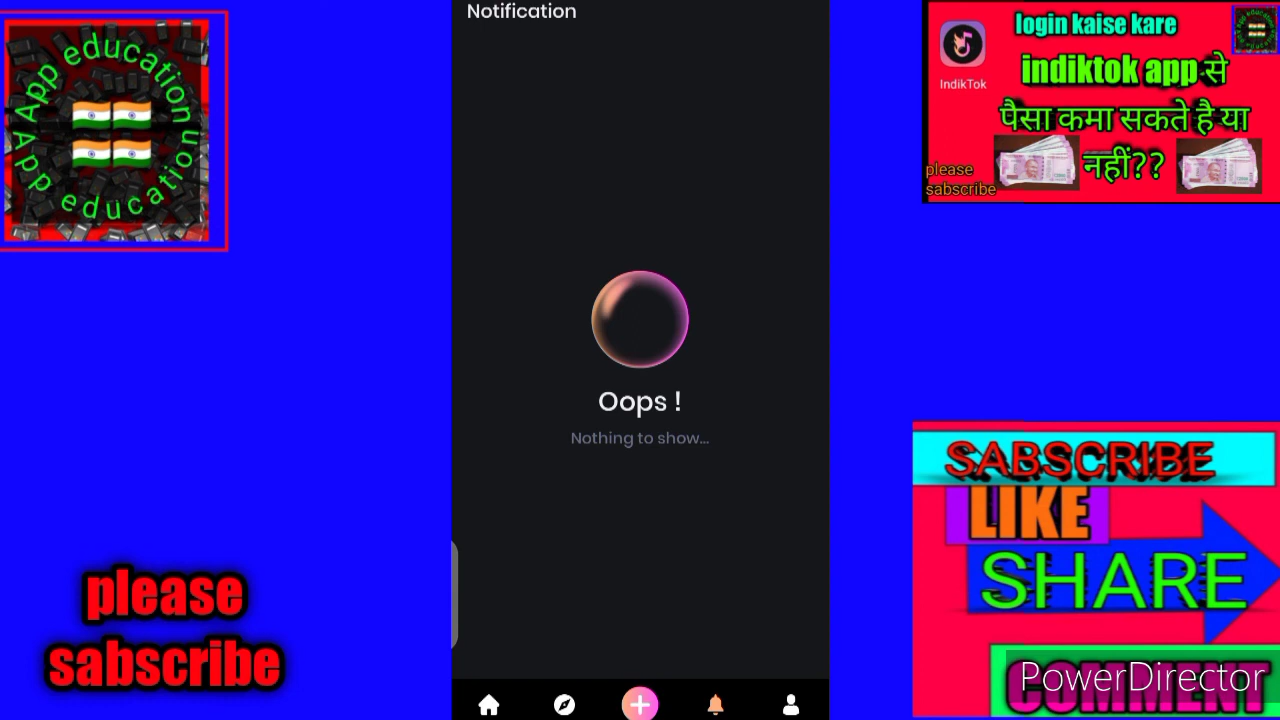 App education
App education
Notification
Oops !
Nothing to show...
login kaise kare
IndikTok
indiktok app से
पैसा कमा सकते है या
नहीं??
please
sabscribe
SABSCRIBE
LIKE
SHARE
COMMENT
PowerDirector
please
sabscribe